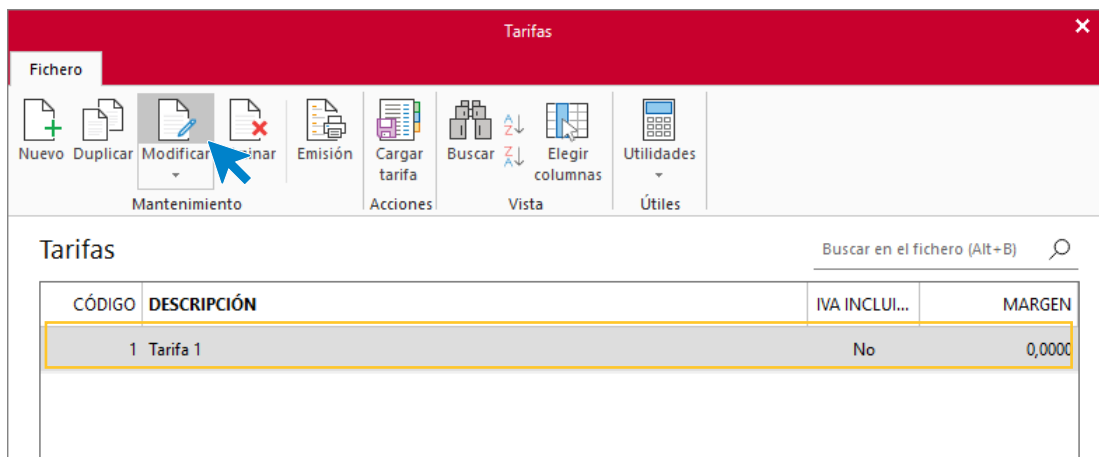 Tarifas
Fichero
Nuevo Duplicar Modificar Emisión Cargar tarifa Buscar Elegir columnas Utilidades
Mantenimiento Acciones Vista Útiles
Tarifas
Buscar en el fichero (Alt+B)
CÓDIGO DESCRIPCIÓN IVA INCLUI... MARGEN
1 Tarifa 1 No 0,0000